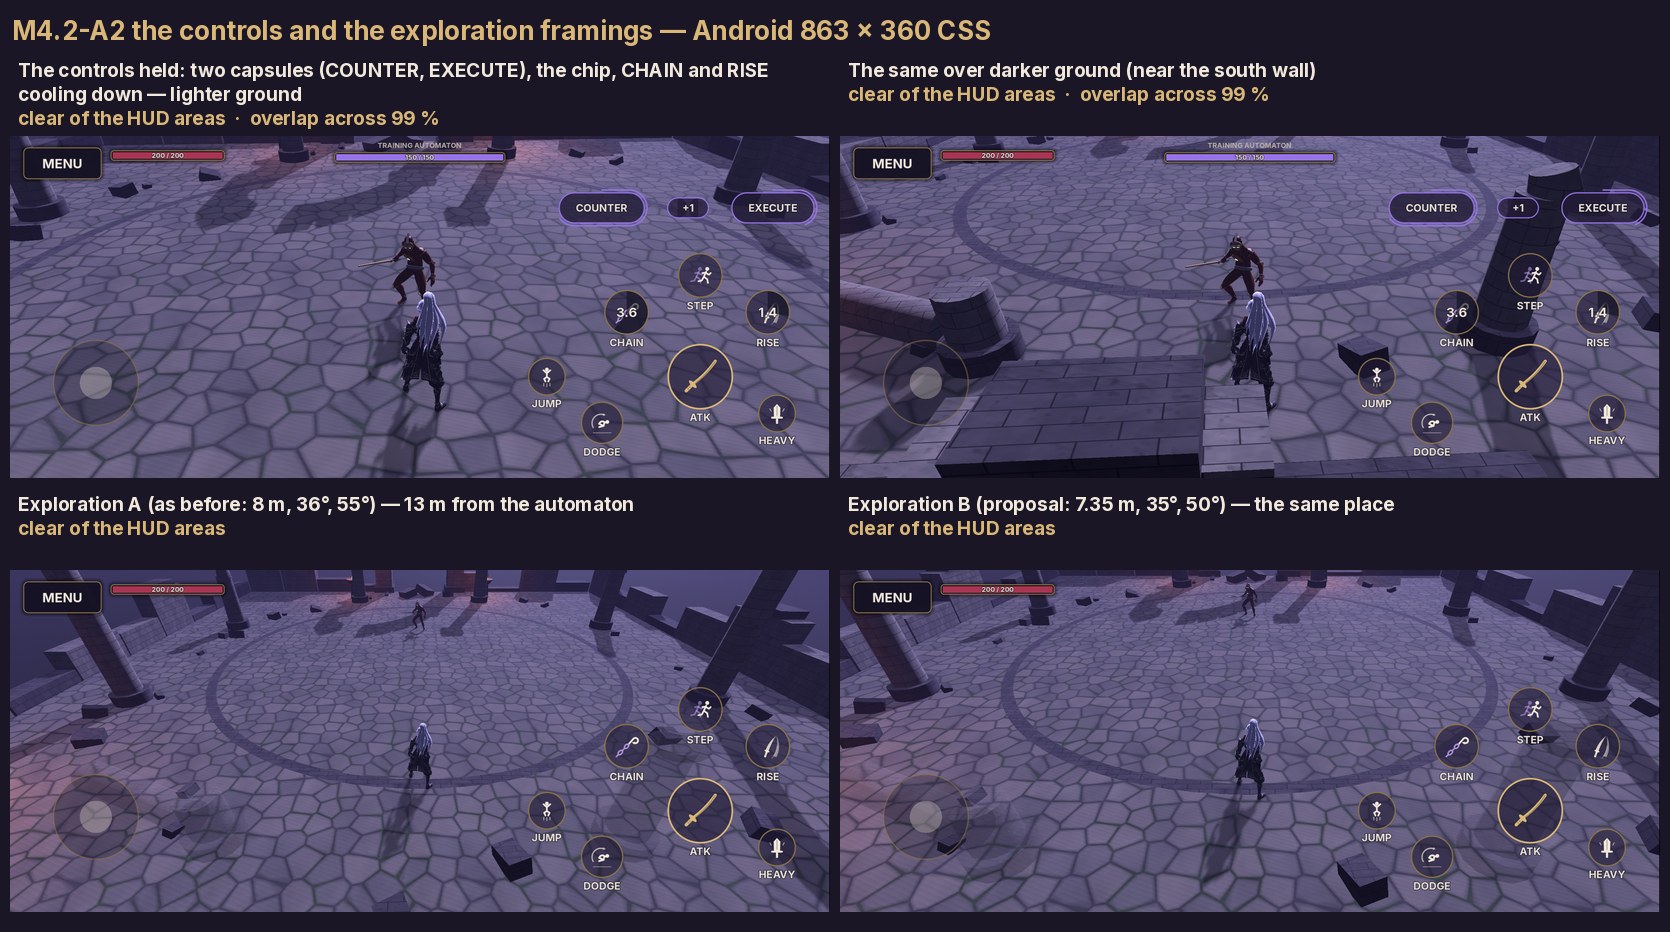 M4.2-A2 the controls and the exploration framings — Android 863 × 360 CSS
The controls held: two capsules (COUNTER, EXECUTE), the chip, CHAIN and RISE
cooling down — lighter ground
clear of the HUD areas · overlap across 99 %
The same over darker ground (near the south wall)
clear of the HUD areas · overlap across 99 %
MENU
200 / 200
TRAINING AUTOMATON
150 / 150
COUNTER
+1
EXECUTE
STEP
3.6
CHAIN
1.4
RISE
JUMP
ATK
DODGE
HEAVY
MENU
200 / 200
TRAINING AUTOMATON
150 / 150
COUNTER
+1
EXECUTE
STEP
3.6
CHAIN
1.4
RISE
JUMP
ATK
DODGE
HEAVY
Exploration A (as before: 8 m, 36°, 55°) — 13 m from the automaton
clear of the HUD areas
Exploration B (proposal: 7.35 m, 35°, 50°) — the same place
clear of the HUD areas
MENU
200 / 200
STEP
CHAIN
RISE
JUMP
ATK
DODGE
HEAVY
MENU
200 / 200
STEP
CHAIN
RISE
JUMP
ATK
DODGE
HEAVY